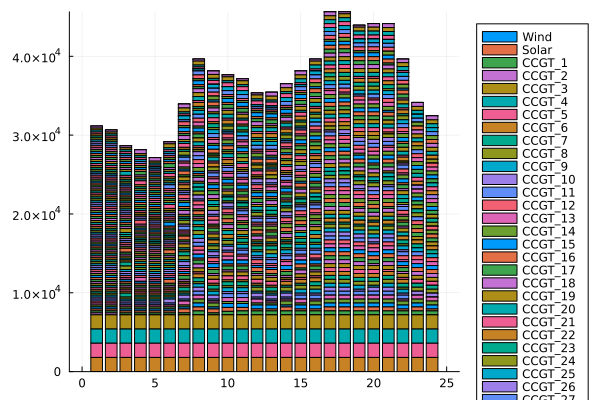 4.0×10⁴
3.0×10⁴
2.0×10⁴
1.0×10⁴
0
0 5 10 15 20 25
Wind
Solar
CCGT_1
CCGT_2
CCGT_3
CCGT_4
CCGT_5
CCGT_6
CCGT_7
CCGT_8
CCGT_9
CCGT_10
CCGT_11
CCGT_12
CCGT_13
CCGT_14
CCGT_15
CCGT_16
CCGT_17
CCGT_18
CCGT_19
CCGT_20
CCGT_21
CCGT_22
CCGT_23
CCGT_24
CCGT_25
CCGT_26
CCGT_27